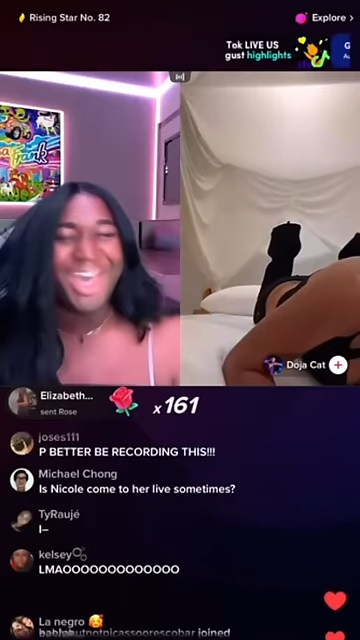 Rising Star No. 82
Explore >
Tok LIVE US
gust highlights
G
Frank
Doja Cat
Elizabeth...
sent Rose
x161
joses111
P BETTER BE RECORDING THIS!!!
Michael Chong
Is Nicole come to her live sometimes?
TyRaujé
I–
kelsey
LMAOOOOOOOOOOOOO
La negro
joined